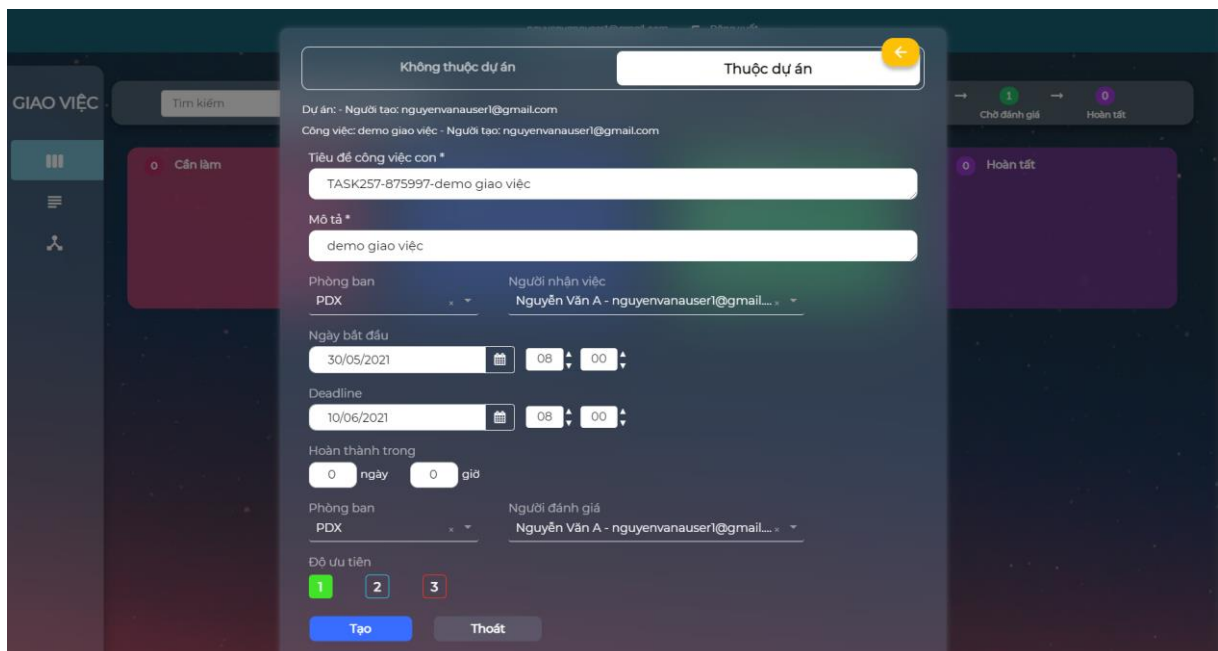 Không thuộc dự án
Thuộc dự án
GIAO VIỆC
Tìm kiếm
1
0
Chờ đánh giá
Hoàn tất
Dự án: - Người tạo: nguyenvanauser1@gmail.com
Công việc: demo giao việc - Người tạo: nguyenvanauser1@gmail.com
Tiêu đề công việc con *
TASK257-875997-demo giao việc
0 Cần làm
0 Hoàn tất
Mô tả *
demo giao việc
Phòng ban
Người nhận việc
PDX
Nguyễn Văn A - nguyenvanauser1@gmail....
Ngày bắt đầu
30/05/2021 08 : 00
Deadline
10/06/2021 08 : 00
Hoàn thành trong
0 ngày 0 giờ
Phòng ban
Người đánh giá
PDX
Nguyễn Văn A - nguyenvanauser1@gmail....
Độ ưu tiên
1 2 3
Tạo
Thoát